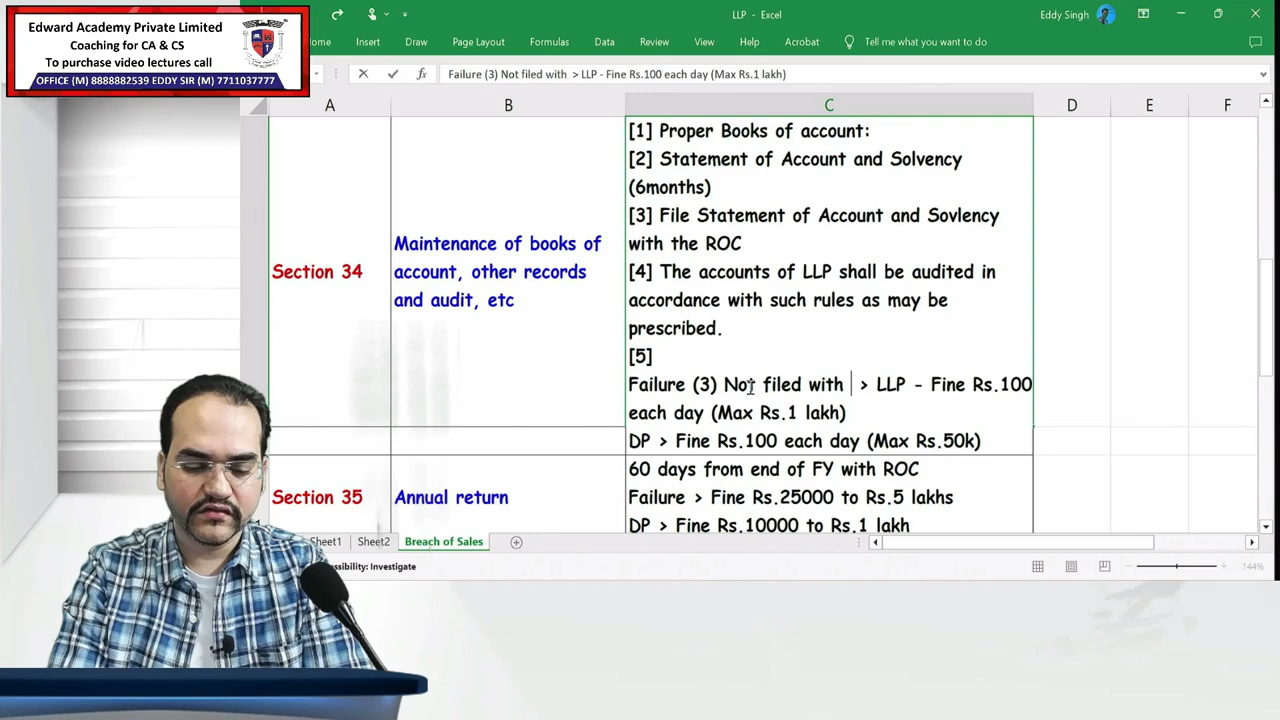 Edward Academy Private Limited
Coaching for CA & CS
To purchase video lectures call
OFFICE (M) 8888882539 EDDY SIR (M) 7711037777
LLP - Excel
Eddy Singh
Home Insert Draw Page Layout Formulas Data Review View Help Acrobat Tell me what you want to do
Failure (3) Not filed with > LLP - Fine Rs.100 each day (Max Rs.1 lakh)
A B C D E F
Section 34
Maintenance of books of
account, other records
and audit, etc
[1] Proper Books of account:
[2] Statement of Account and Solvency
(6months)
[3] File Statement of Account and Sovlency
with the ROC
[4] The accounts of LLP shall be audited in
accordance with such rules as may be
prescribed.
[5]
Failure (3) Not filed with > LLP - Fine Rs.100
each day (Max Rs.1 lakh)
DP > Fine Rs.100 each day (Max Rs.50k)
Section 35
Annual return
60 days from end of FY with ROC
Failure > Fine Rs.25000 to Rs.5 lakhs
DP > Fine Rs.10000 to Rs.1 lakh
Sheet1 Sheet2 Breach of Sales
ssibility: Investigate
144%